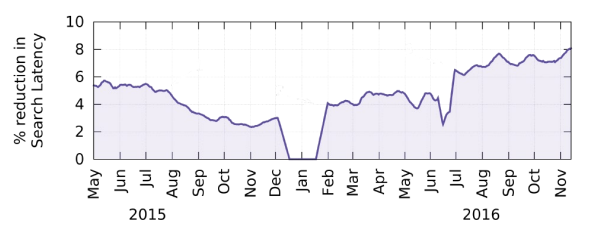 % reduction in
Search Latency
10
8
6
4
2
0
May Jun Jul Aug Sep Oct Nov Dec Jan Feb Mar Apr May Jun Jul Aug Sep Oct Nov
2015 2016